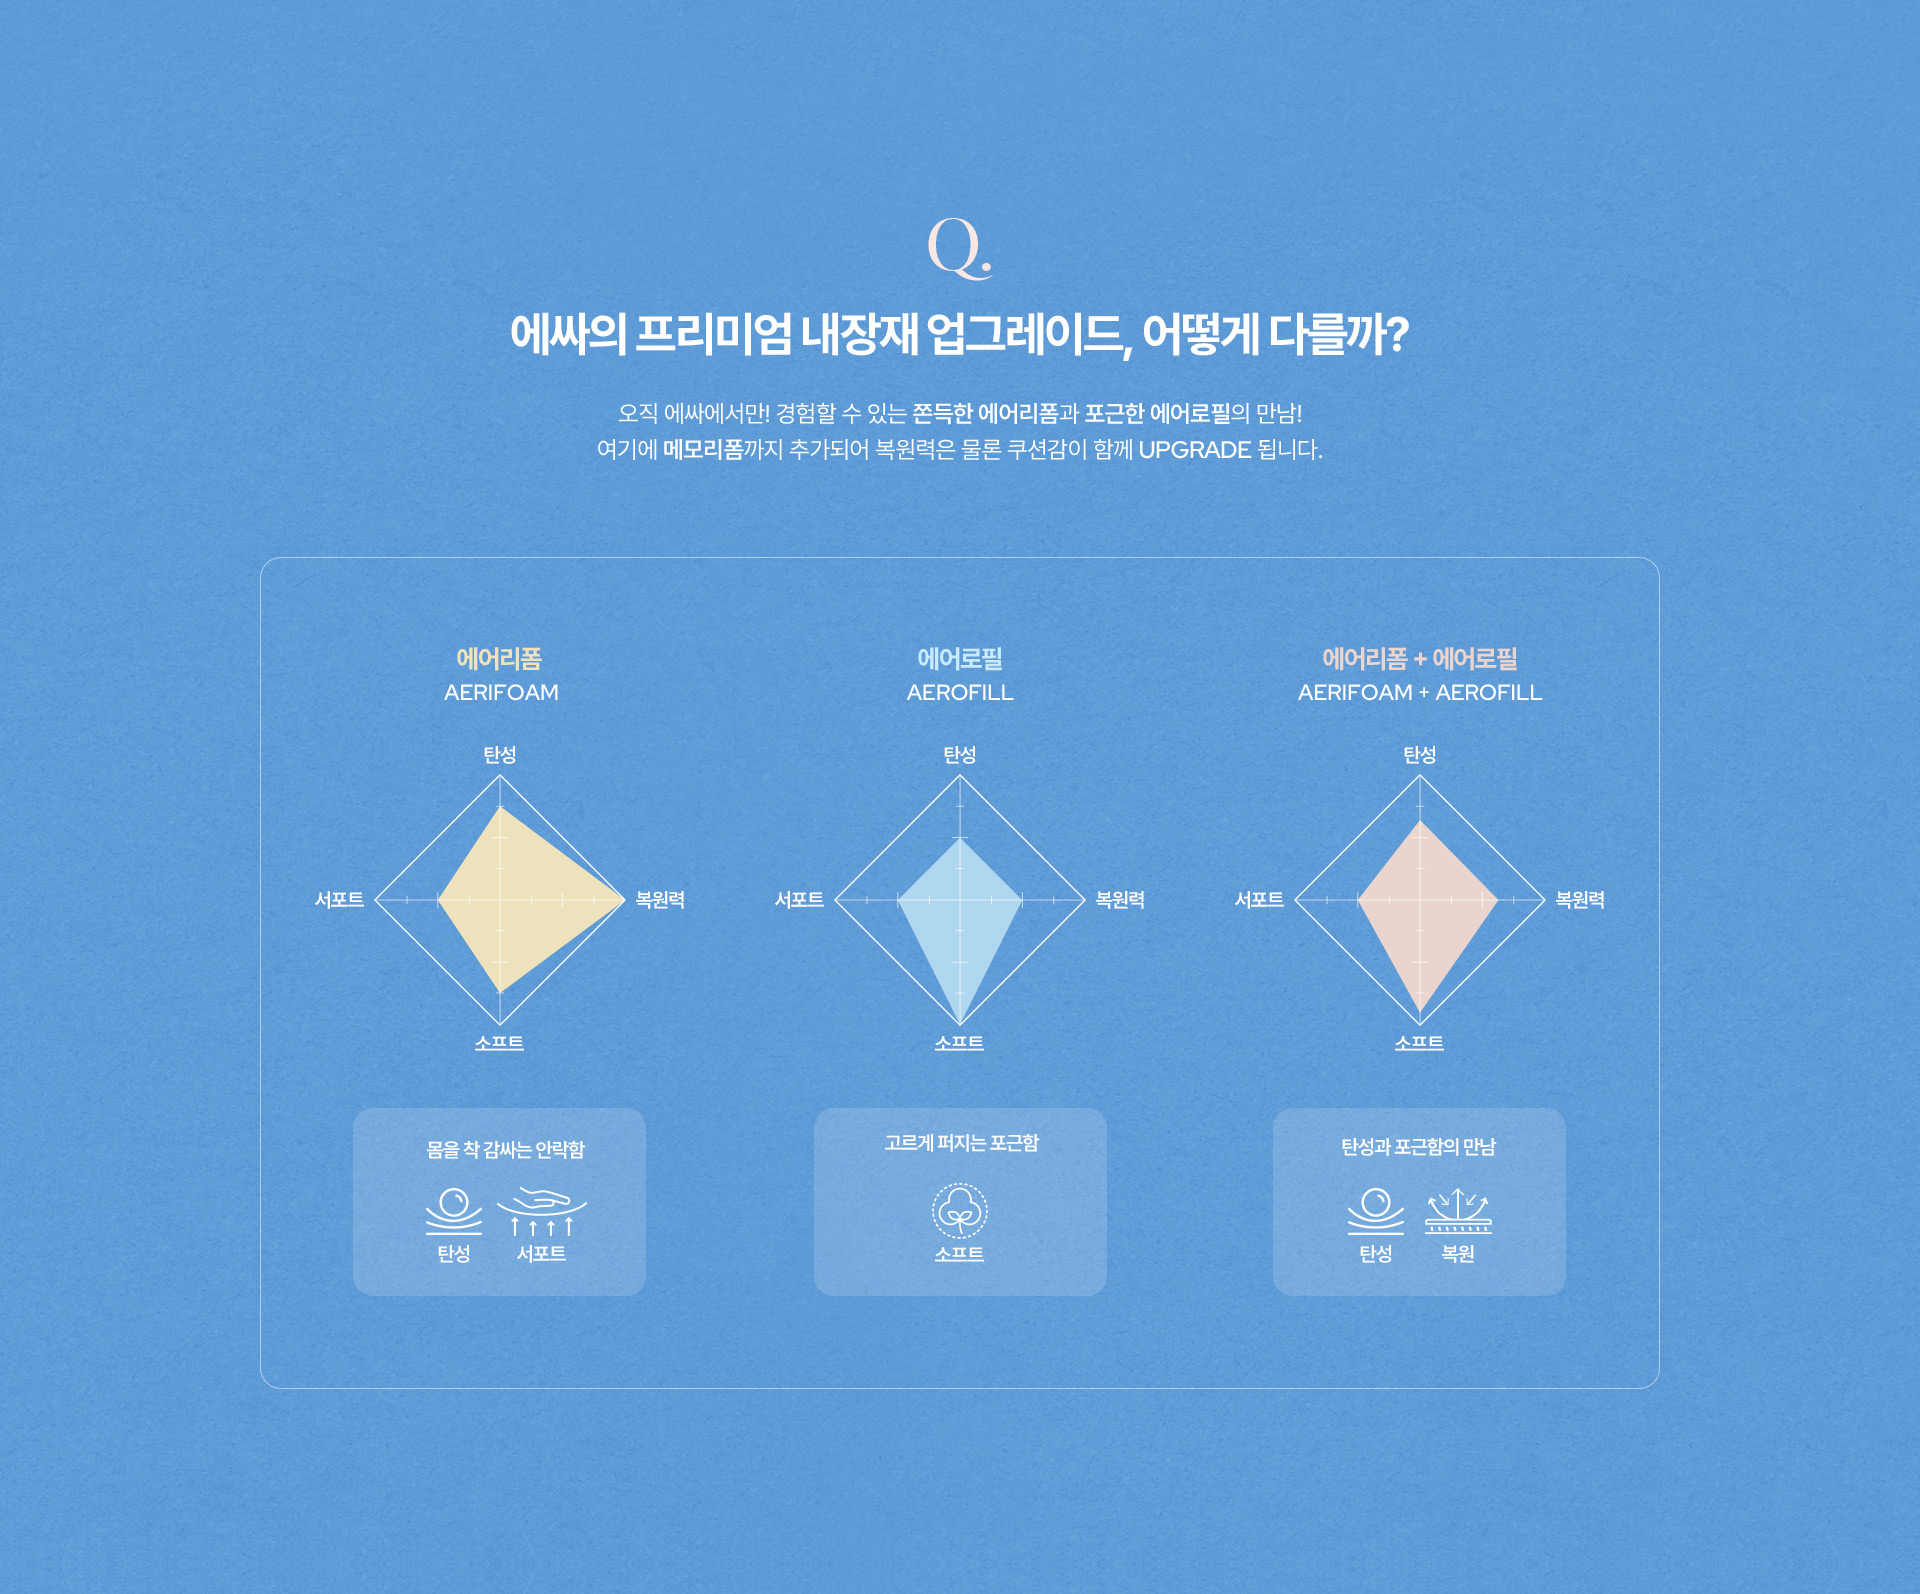 Q.
에싸의 프리미엄 내장재 업그레이드, 어떻게 다를까?
오직 에싸에서만! 경험할 수 있는 쫀득한 에어리폼과 포근한 에어로필의 만남!
여기에 메모리폼까지 추가되어 복원력은 물론 쿠션감이 함께 UPGRADE 됩니다.
에어리폼
AERIFOAM
탄성
서포트
복원력
소프트
몸을 착 감싸는 안락함
탄성
서포트
에어로필
AEROFILL
탄성
서포트
복원력
소프트
고르게 퍼지는 포근함
소프트
에어리폼 + 에어로필
AERIFOAM + AEROFILL
탄성
서포트
복원력
소프트
탄성과 포근함의 만남
탄성
복원